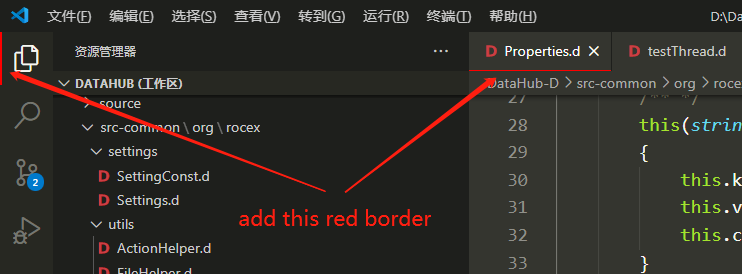 文件(F) 编辑(E) 选择(S) 查看(V) 转到(G) 运行(R) 终端(T) 帮助(H) D:\Da
资源管理器 ···
Properties.d × testThread.d
DATAHUB (工作区)
DataHub-D > src-common > org > roce
source
src-common \ org \ rocex
settings
SettingConst.d
Settings.d
utils
ActionHelper.d
FileHelper.d
2
27 /** */
28 this(strin
29 {
30 this.k
31 this.v
32 this.c
33 }
add this red border